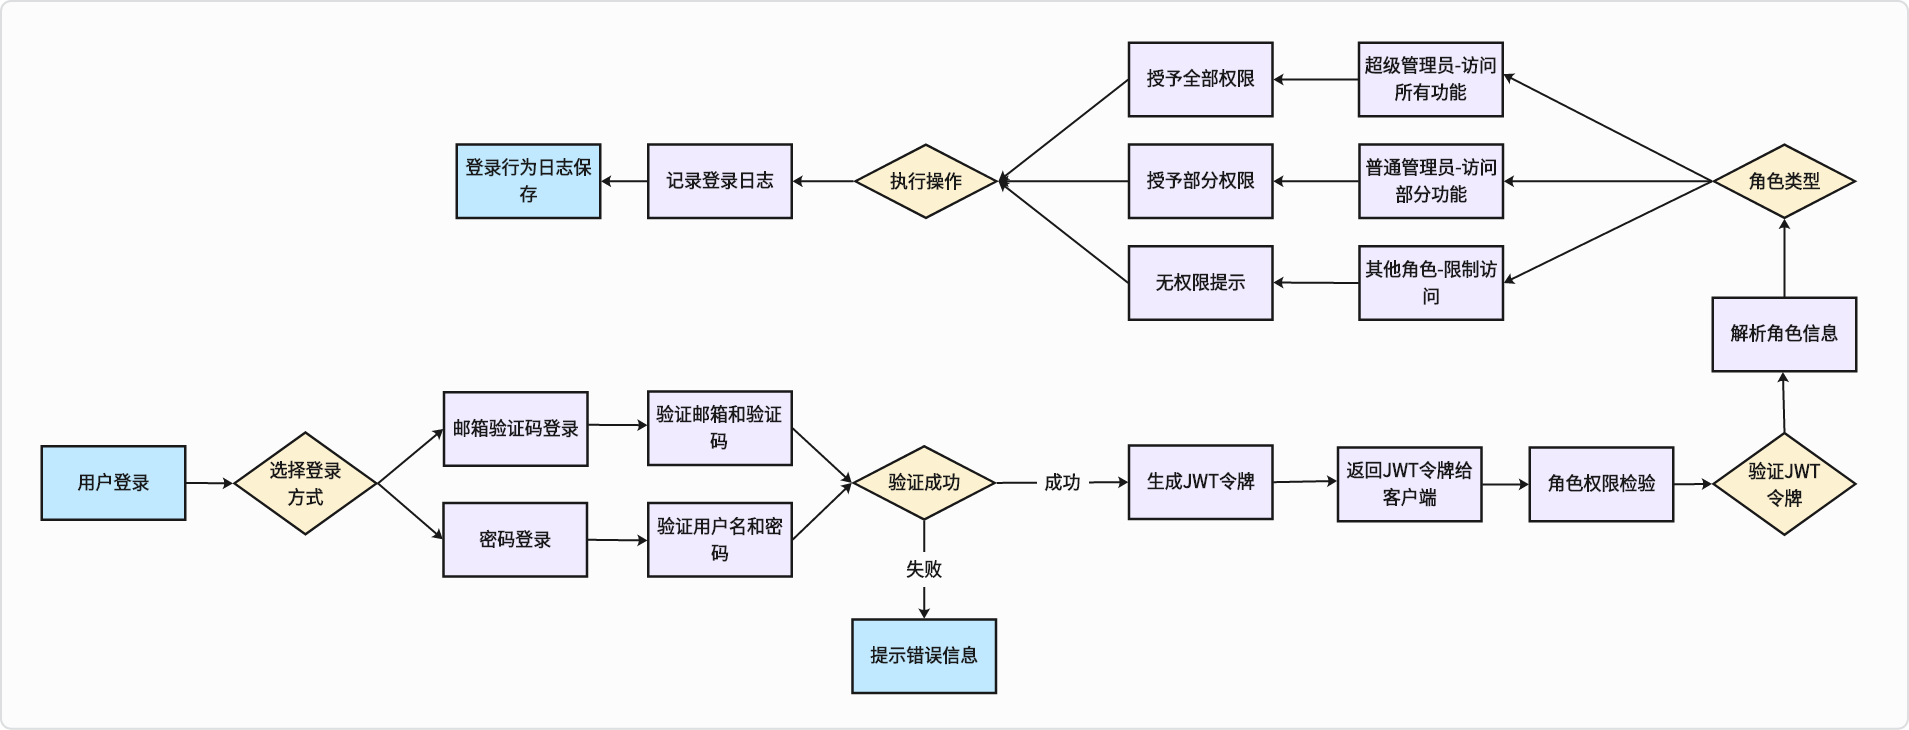 授予全部权限
超级管理员-访问
所有功能
登录行为日志保
存
记录登录日志
执行操作
授予部分权限
普通管理员-访问
部分功能
角色类型
无权限提示
其他角色-限制访
问
解析角色信息
用户登录
选择登录
方式
邮箱验证码登录
验证邮箱和验证
码
密码登录
验证用户名和密
码
验证成功
成功
生成JWT令牌
返回JWT令牌给
客户端
角色权限检验
验证JWT
令牌
失败
提示错误信息